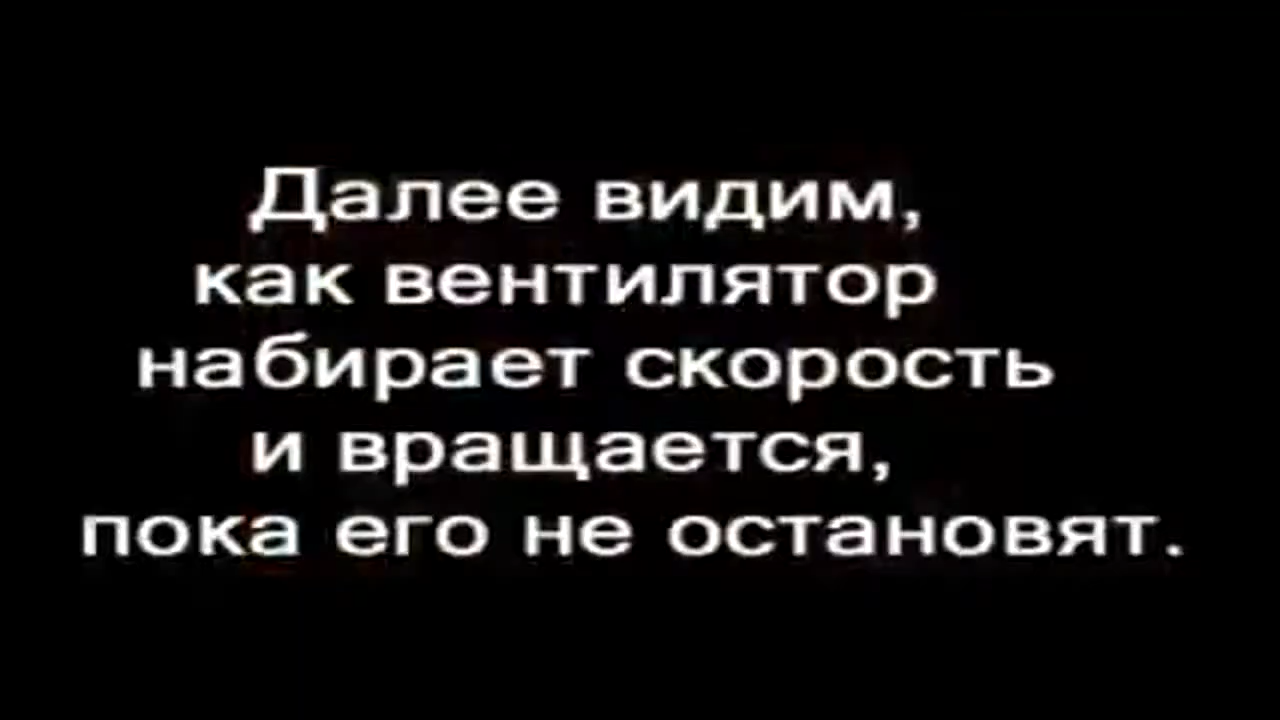 Далее видим,
как вентилятор
набирает скорость
и вращается,
пока его не остановят.